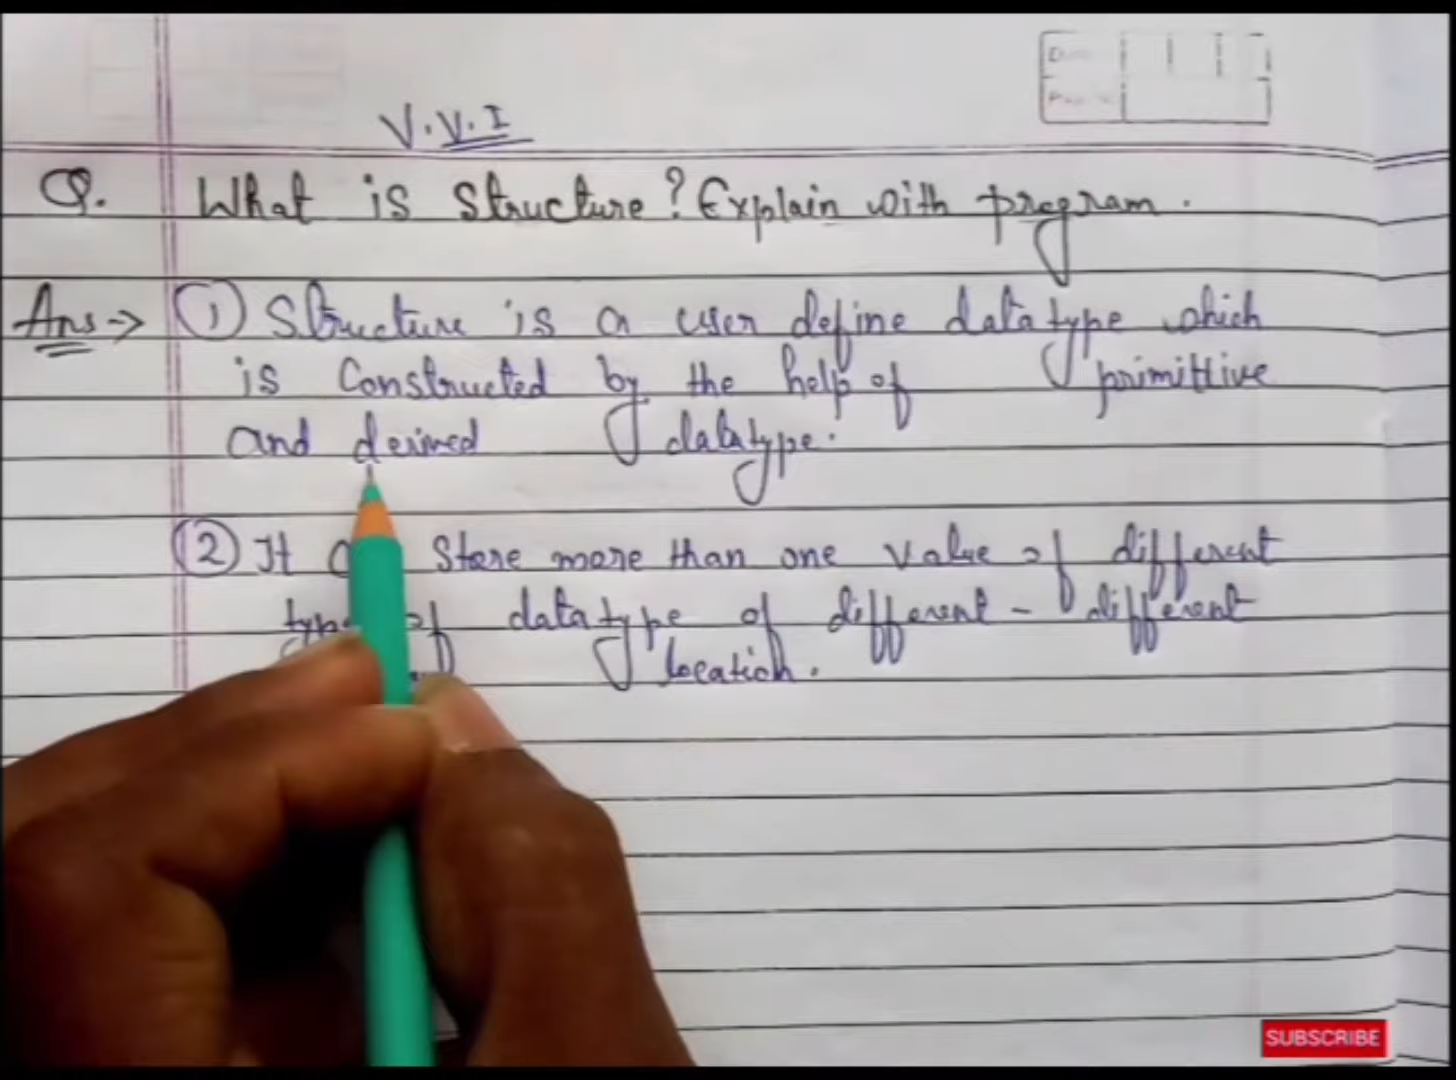 V.V.I
Q. What is Structure? Explain with program.
Ans→ ① Structure is a user define datatype which
is Constructed by the help of primittive
and derived datatype.
② It Store more than one value of different
type of datatype of different - different
location.
SUBSCRIBE